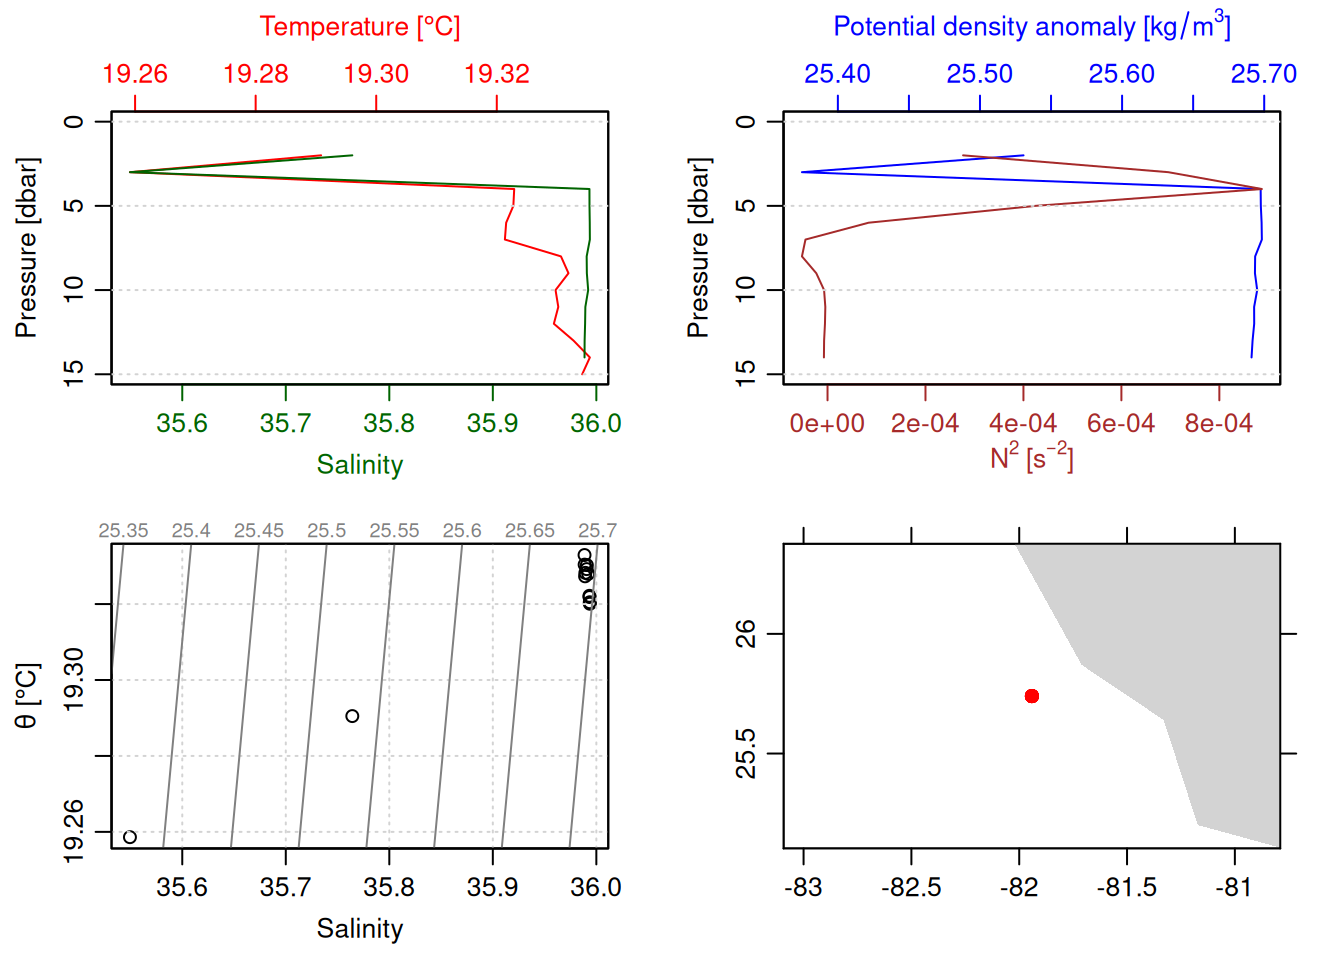 Temperature [°C]
19.26 19.28 19.30 19.32
0
5
10
15
Pressure [dbar]
35.6 35.7 35.8 35.9 36.0
Salinity
Potential density anomaly [kg/m³]
25.40 25.50 25.60 25.70
0
5
10
15
Pressure [dbar]
0e+00 2e-04 4e-04 6e-04 8e-04
N² [s⁻²]
25.35 25.4 25.45 25.5 25.55 25.6 25.65 25.7
19.30
19.26
θ [°C]
35.6 35.7 35.8 35.9 36.0
Salinity
26
25.5
-83 -82.5 -82 -81.5 -81